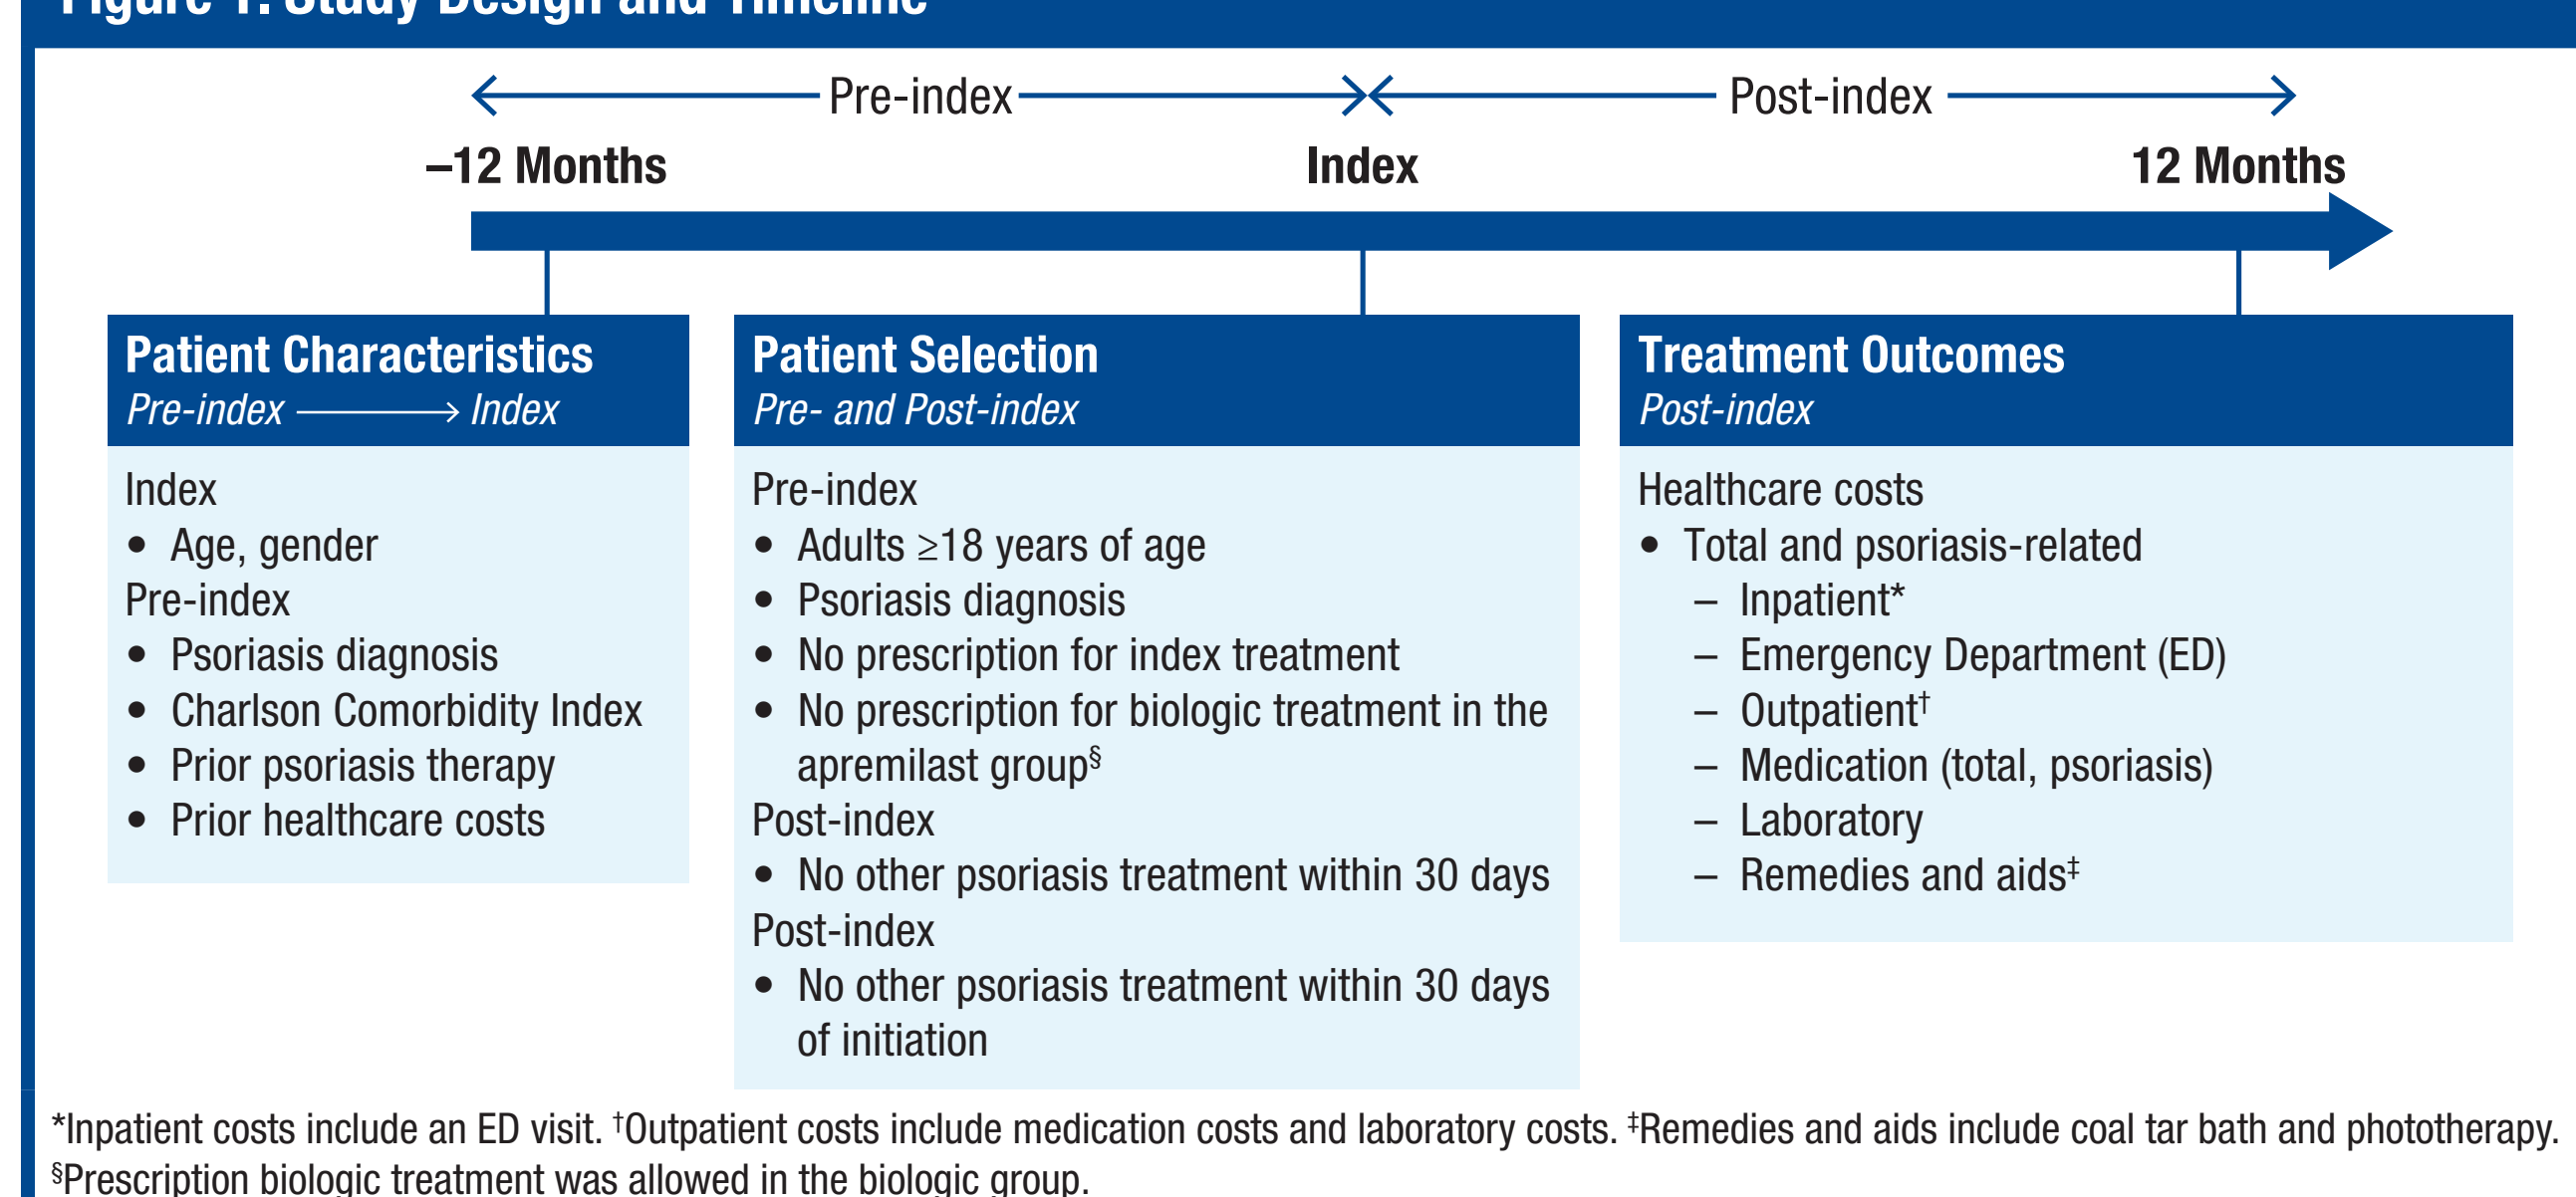 Figure 1. Study Design and Timeline
Pre-index
Post-index
–12 Months
Index
12 Months
Patient Characteristics
Pre-index → Index
Index
• Age, gender
Pre-index
• Psoriasis diagnosis
• Charlson Comorbidity Index
• Prior psoriasis therapy
• Prior healthcare costs
Patient Selection
Pre- and Post-index
Pre-index
• Adults ≥18 years of age
• Psoriasis diagnosis
• No prescription for index treatment
• No prescription for biologic treatment in the
apremilast group§
Post-index
• No other psoriasis treatment within 30 days
Post-index
• No other psoriasis treatment within 30 days
of initiation
Treatment Outcomes
Post-index
Healthcare costs
• Total and psoriasis-related
– Inpatient*
– Emergency Department (ED)
– Outpatient†
– Medication (total, psoriasis)
– Laboratory
– Remedies and aids‡
*Inpatient costs include an ED visit. †Outpatient costs include medication costs and laboratory costs. ‡Remedies and aids include coal tar bath and phototherapy.
§Prescription biologic treatment was allowed in the biologic group.